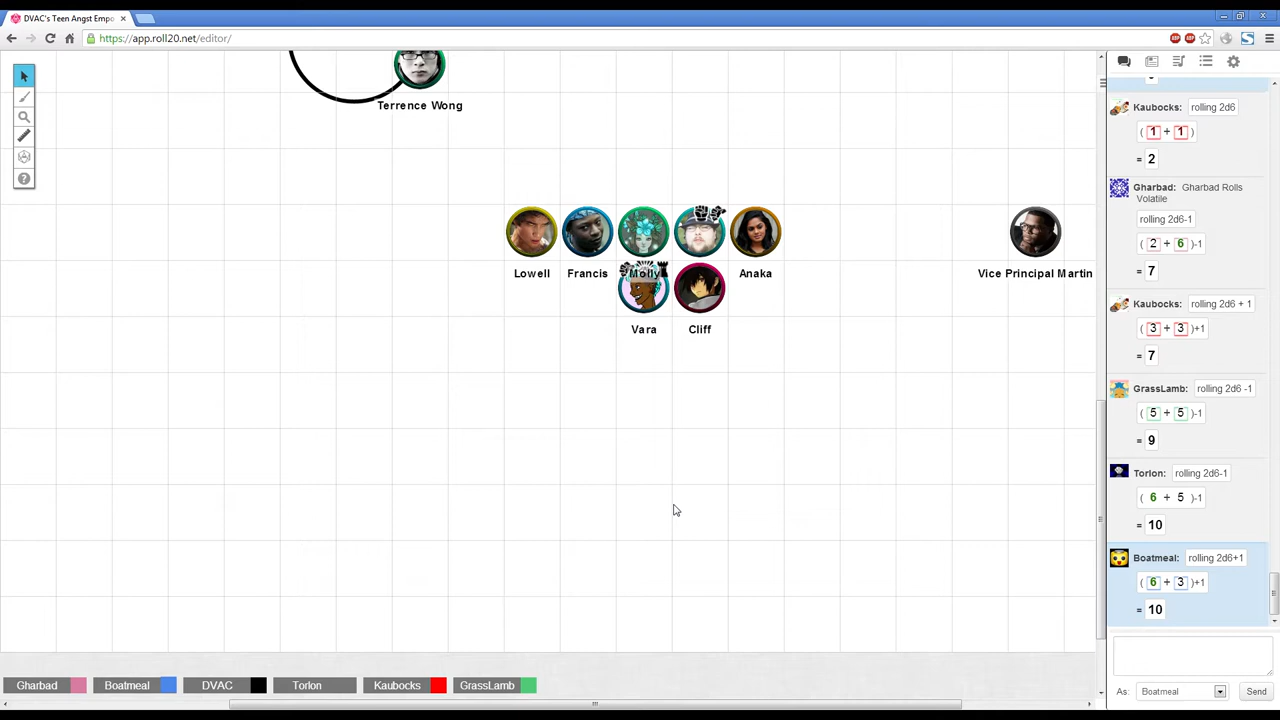 DVAC's Teen Angst Empo
https://app.roll20.net/editor/
Terrence Wong
Lowell
Francis
Molly
Anaka
Vice Principal Martin
Vara
Cliff
Kaubocks: rolling 2d6
( 1 + 1 )
= 2
Gharbad: Gharbad Rolls
Volatile
rolling 2d6-1
( 2 + 6 )-1
= 7
Kaubocks: rolling 2d6 + 1
( 3 + 3 )+1
= 7
GrassLamb: rolling 2d6 -1
( 5 + 5 )-1
= 9
Torlon: rolling 2d6-1
( 6 + 5 )-1
= 10
Boatmeal: rolling 2d6+1
( 6 + 3 )+1
= 10
As: Boatmeal Send
Gharbad Boatmeal DVAC Torlon Kaubocks GrassLamb